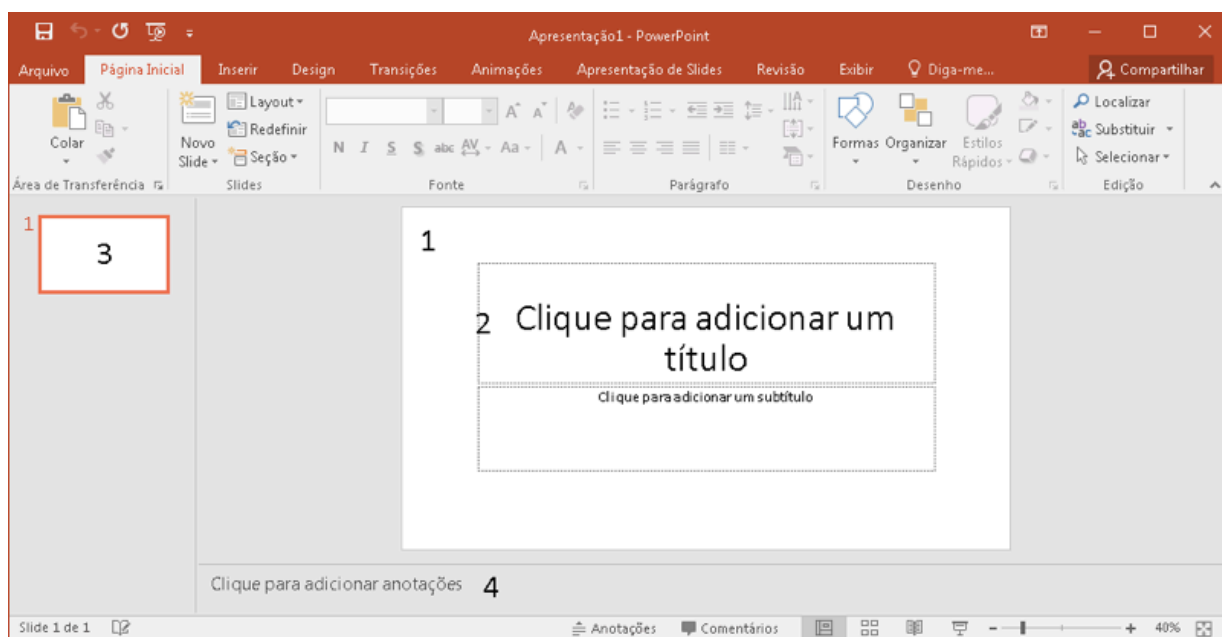 Apresentação1 - PowerPoint
Arquivo Página Inicial Inserir Design Transições Animações Apresentação de Slides Revisão Exibir Diga-me... Compartilhar
Colar
Novo Slide
Layout
Redefinir
Seção
N I S S abc AV Aa A
Formas Organizar Estilos Rápidos
Localizar
Substituir
Selecionar
Área de Transferência Slides Fonte Parágrafo Desenho Edição
1
3
1
2
Clique para adicionar um
título
Clique para adicionar um subtítulo
Clique para adicionar anotações 4
Slide 1 de 1 Anotações Comentários 40%